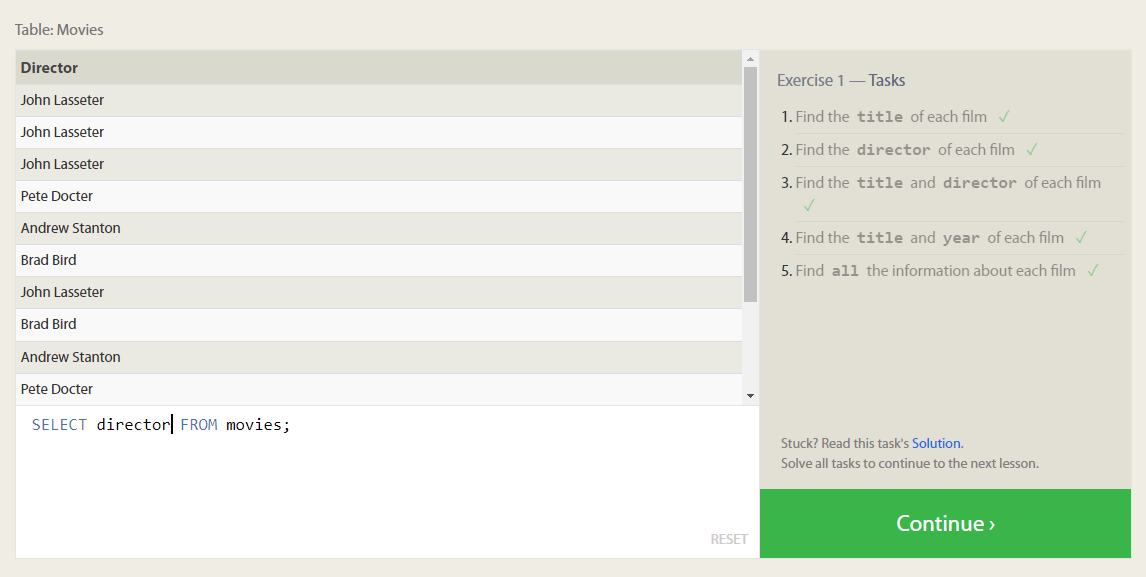 Table: Movies
Director
John Lasseter
John Lasseter
John Lasseter
Pete Docter
Andrew Stanton
Brad Bird
John Lasseter
Brad Bird
Andrew Stanton
Pete Docter
SELECT director FROM movies;
RESET
Exercise 1 — Tasks
1. Find the title of each film ✓
2. Find the director of each film ✓
3. Find the title and director of each film
✓
4. Find the title and year of each film ✓
5. Find all the information about each film ✓
Stuck? Read this task's Solution.
Solve all tasks to continue to the next lesson.
Continue ›